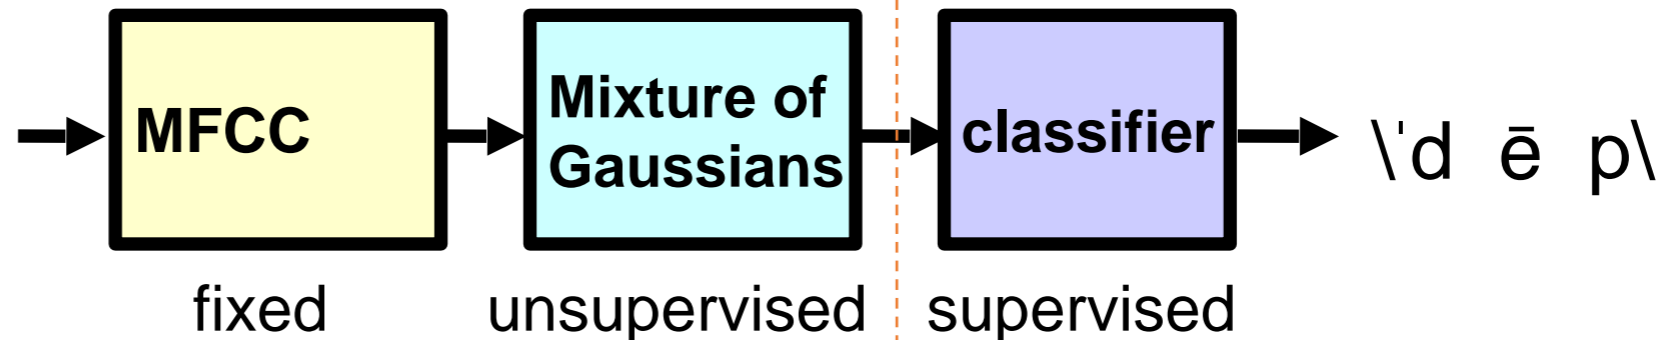 MFCC
Mixture of
Gaussians
classifier
\ˈd ē p\
fixed
unsupervised
supervised